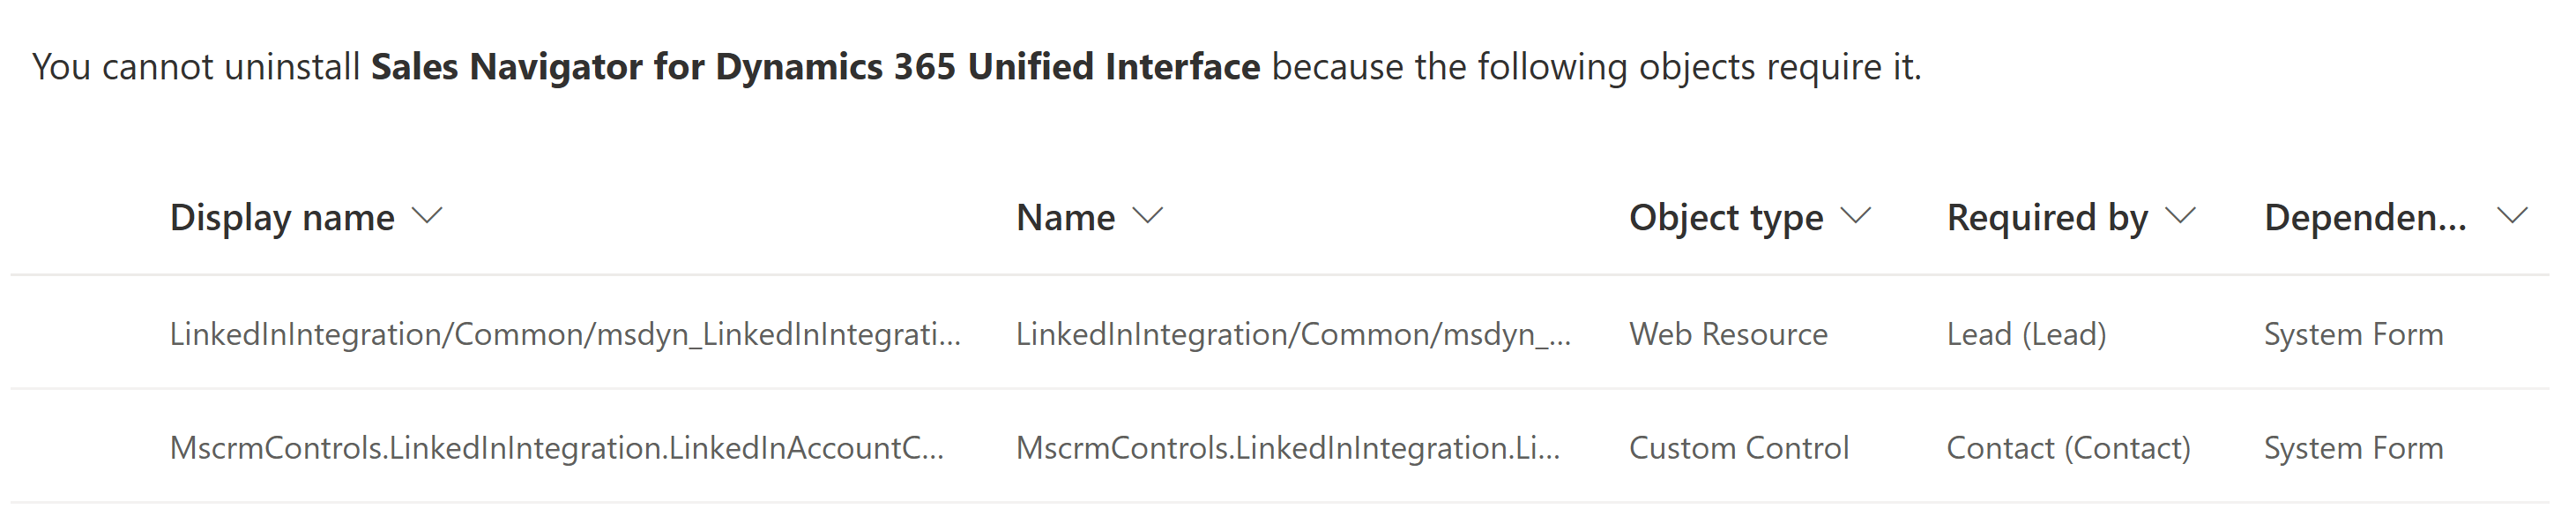 You cannot uninstall Sales Navigator for Dynamics 365 Unified Interface because the following objects require it.
Display name Name Object type Required by Dependen...
LinkedInIntegration/Common/msdyn_LinkedInIntegrati... LinkedInIntegration/Common/msdyn_... Web Resource Lead (Lead) System Form
MscrmControls.LinkedInIntegration.LinkedInAccountC... MscrmControls.LinkedInIntegration.Li... Custom Control Contact (Contact) System Form